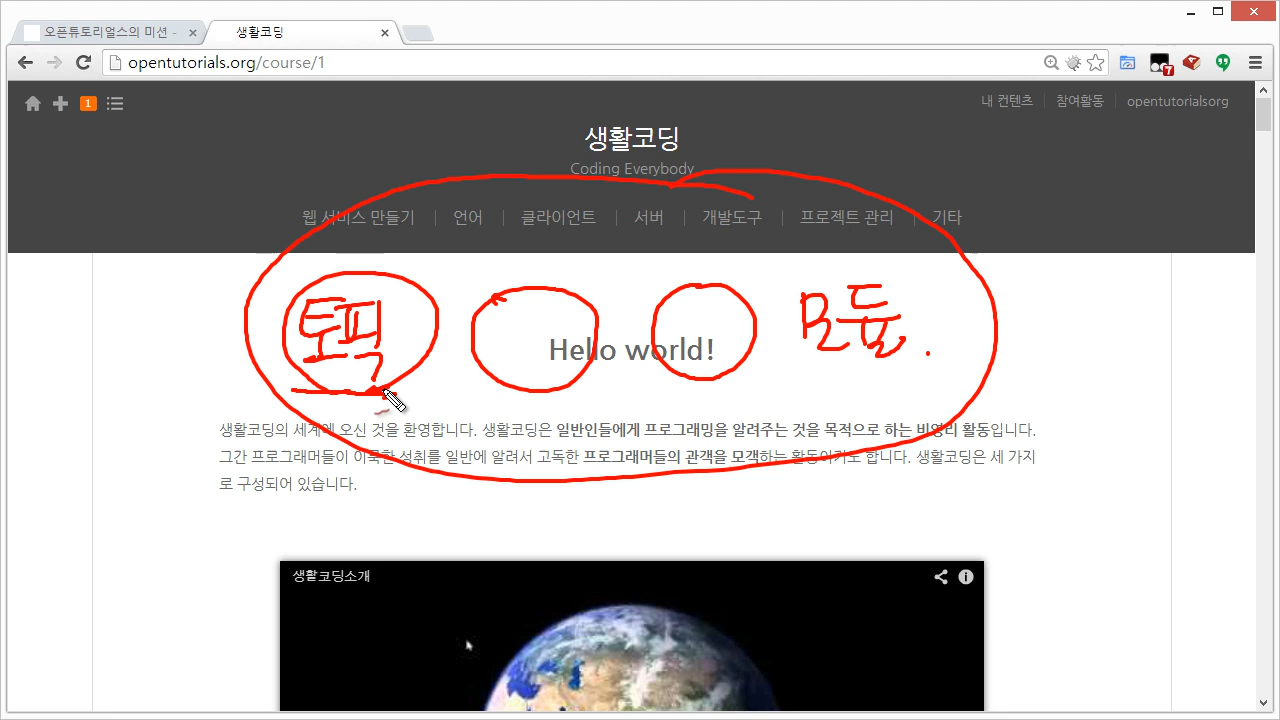 오픈튜토리얼스의 미션 -
생활코딩
opentutorials.org/course/1
7
1
내 컨텐츠
참여활동
opentutorialsorg
생활코딩
Coding Everybody
웹 서비스 만들기
언어
클라이언트
서버
개발도구
프로젝트 관리
기타
토픽
모듈.
Hello world!
생활코딩의 세계에 오신 것을 환영합니다. 생활코딩은 일반인들에게 프로그래밍을 알려주는 것을 목적으로 하는 비영리 활동입니다.
그간 프로그래머들이 이룩한 성취를 일반에 알려서 고독한 프로그래머들의 관객을 모객하는 활동이기도 합니다. 생활코딩은 세 가지
로 구성되어 있습니다.
생활코딩소개